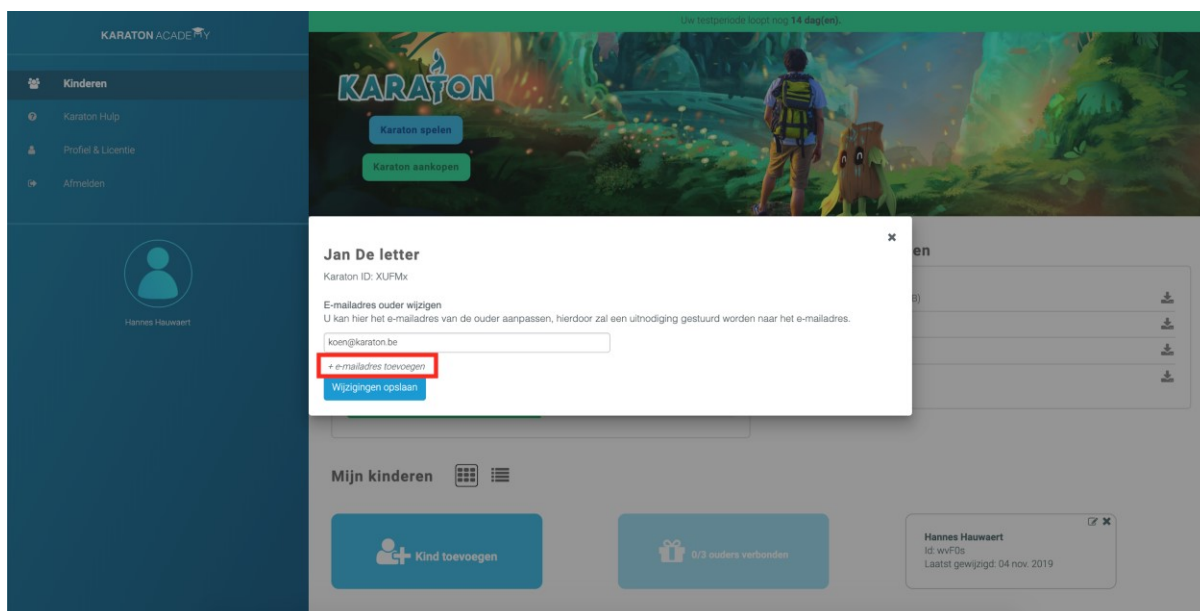 Uw testperiode loopt nog 14 dag(en).
KARATON ACADEMY
Kinderen
Karaton Hulp
Profiel & Licentie
Afmelden
Hannes Hauwaert
KARATON
Karaton spelen
Karaton aankopen
en
Jan De letter
Karaton ID: XUFMx
E-mailadres ouder wijzigen
U kan hier het e-mailadres van de ouder aanpassen, hierdoor zal een uitnodiging gestuurd worden naar het e-mailadres.
koen@karaton.be
+ e-mailadres toevoegen
Wijzigingen opslaan
Mijn kinderen
Kind toevoegen
0/3 ouders verbonden
Hannes Hauwaert
Id: wvF0s
Laatst gewijzigd: 04 nov. 2019